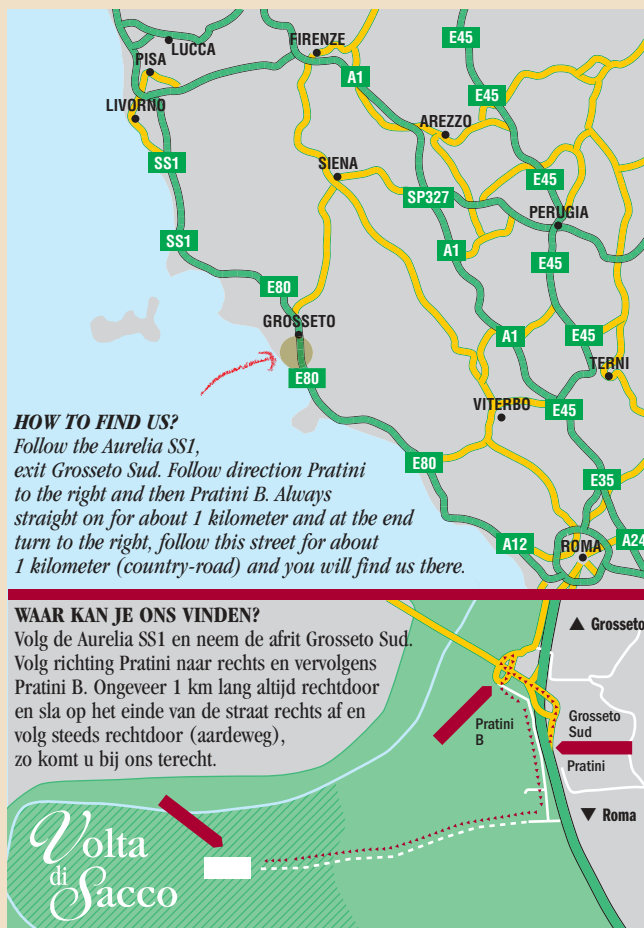 LUCCA
PISA
FIRENZE
E45
A1
LIVORNO
AREZZO
E45
SS1
SIENA
E45
SP327
PERUGIA
SS1
A1
E45
E80
GROSSETO
A1
E45
TERNI
E80
VITERBO
E45
E80
E35
A12
ROMA
A24
HOW TO FIND US?
Follow the Aurelia SS1,
exit Grosseto Sud. Follow direction Pratini
to the right and then Pratini B. Always
straight on for about 1 kilometer and at the end
turn to the right, follow this street for about
1 kilometer (country-road) and you will find us there.
WAAR KAN JE ONS VINDEN?
Volg de Aurelia SS1 en neem de afrit Grosseto Sud.
Volg richting Pratini naar rechts en vervolgens
Pratini B. Ongeveer 1 km lang altijd rechtdoor
en sla op het einde van de straat rechts af en
volg steeds rechtdoor (aardeweg),
zo komt u bij ons terecht.
▲ Grosseto
Pratini
B
Grosseto
Sud
Pratini
▼ Roma
Volta
di
Sacco